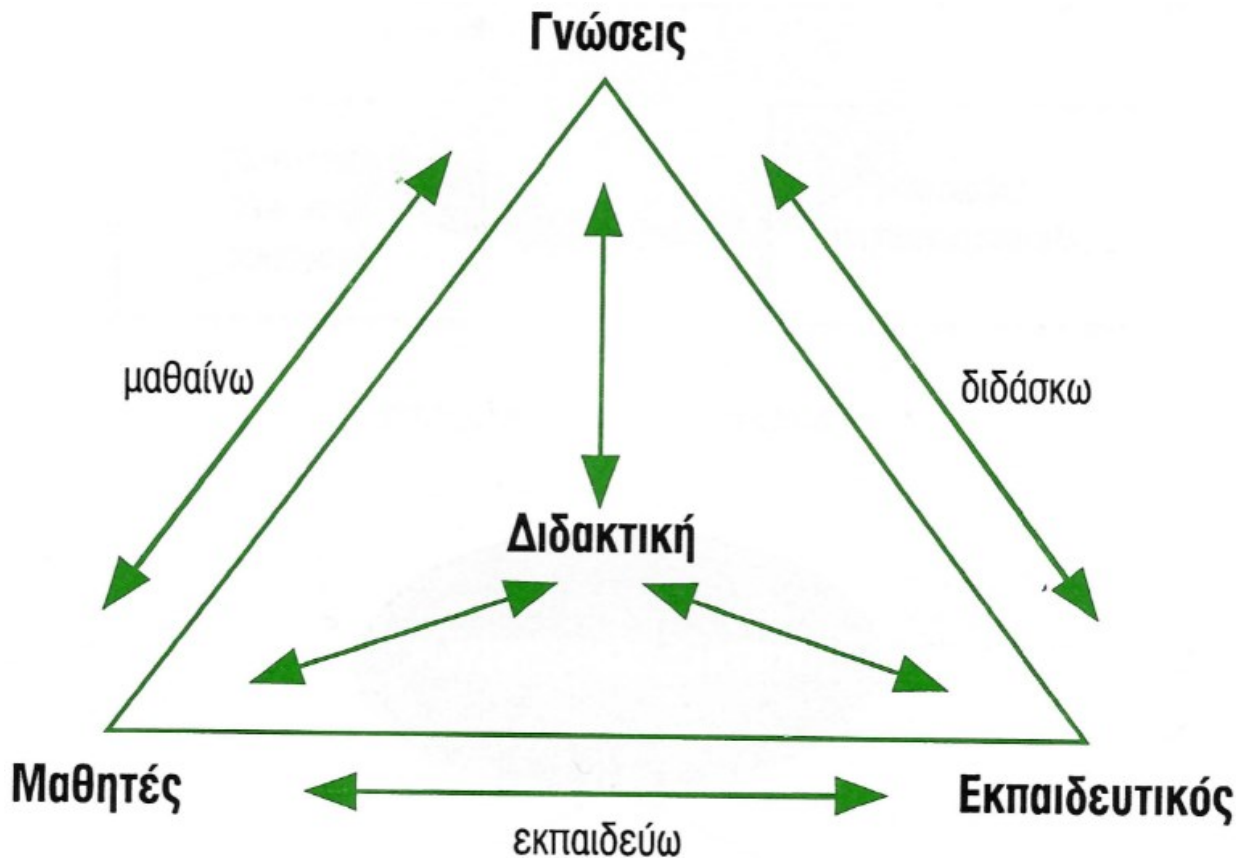 Γνώσεις
μαθαίνω
διδάσκω
Διδακτική
Μαθητές
Εκπαιδευτικός
εκπαιδεύω